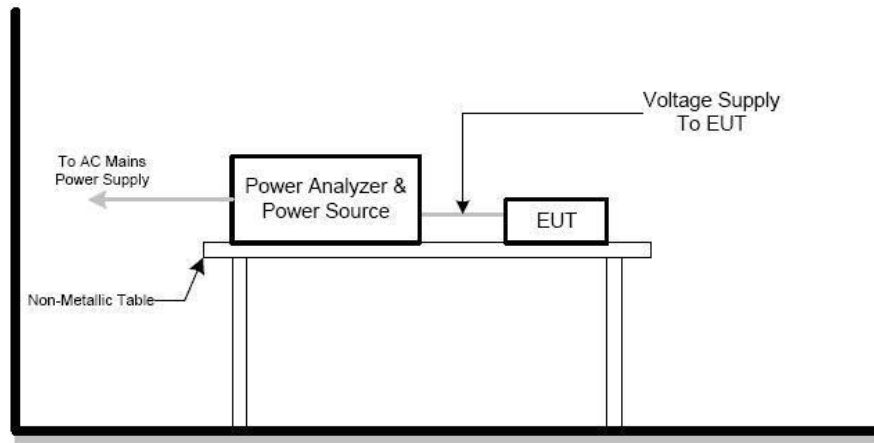 Voltage Supply
To EUT
To AC Mains
Power Supply
Power Analyzer &
Power Source
EUT
Non-Metallic Table